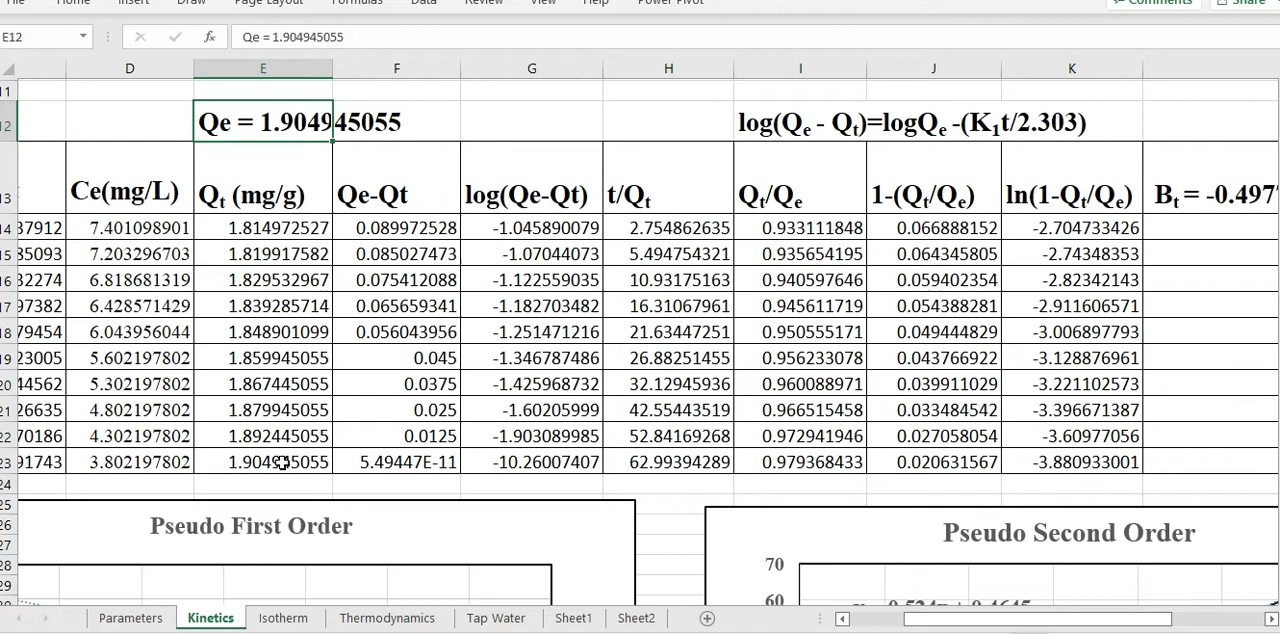 File Home Insert Draw Page Layout Formulas Data Review View Help Power Pivot Comments Share
E12 fx Qe = 1.904945055
D E F G H I J K
11
12 Qe = 1.904945055 log(Qe - Qt)=logQe -(K1t/2.303)
13 Ce(mg/L) Qt (mg/g) Qe-Qt log(Qe-Qt) t/Qt Qt/Qe 1-(Qt/Qe) ln(1-Qt/Qe) Bt = -0.497
14 37912 7.401098901 1.814972527 0.089972528 -1.045890079 2.754862635 0.933111848 0.066888152 -2.704733426
15 35093 7.203296703 1.819917582 0.085027473 -1.07044073 5.494754321 0.935654195 0.064345805 -2.74348353
16 32274 6.818681319 1.829532967 0.075412088 -1.122559035 10.93175163 0.940597646 0.059402354 -2.82342143
17 97382 6.428571429 1.839285714 0.065659341 -1.182703482 16.31067961 0.945611719 0.054388281 -2.911606571
18 79454 6.043956044 1.848901099 0.056043956 -1.251471216 21.63447251 0.950555171 0.049444829 -3.006897793
19 23005 5.602197802 1.859945055 0.045 -1.346787486 26.88251455 0.956233078 0.043766922 -3.128876961
20 44562 5.302197802 1.867445055 0.0375 -1.425968732 32.12945936 0.960088971 0.039911029 -3.221102573
21 26635 4.802197802 1.879945055 0.025 -1.60205999 42.55443519 0.966515458 0.033484542 -3.396671387
22 70186 4.302197802 1.892445055 0.0125 -1.903089985 52.84169268 0.972941946 0.027058054 -3.60977056
23 91743 3.802197802 1.904945055 5.49447E-11 -10.26007407 62.99394289 0.979368433 0.020631567 -3.880933001
24
25
26 Pseudo First Order Pseudo Second Order
27
28 70
29
60
Parameters Kinetics Isotherm Thermodynamics Tap Water Sheet1 Sheet2